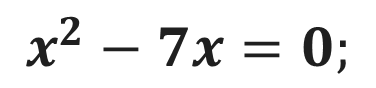 x² − 7x = 0;